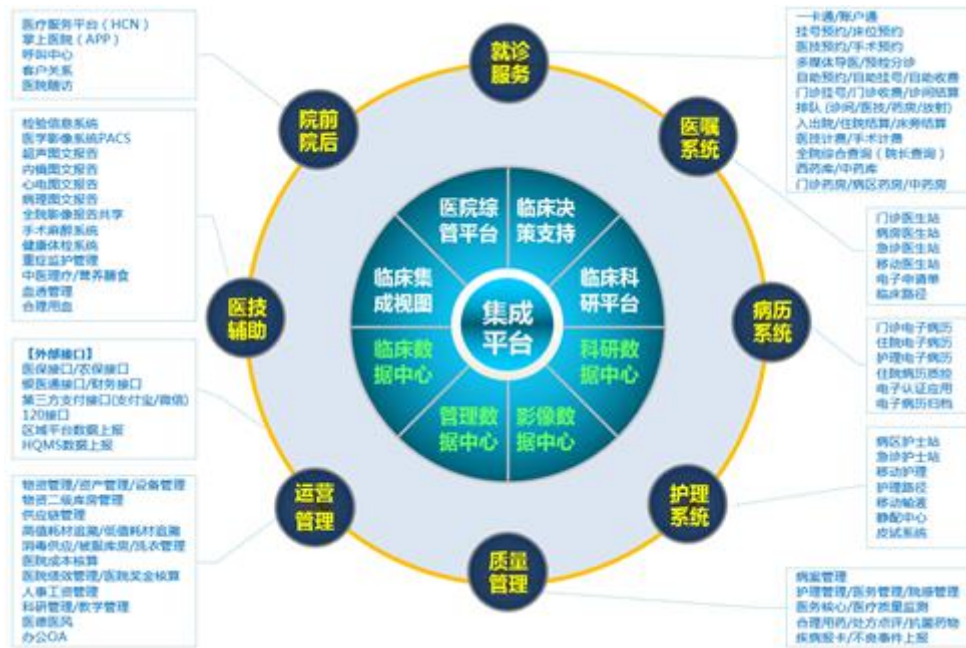 医疗服务平台（HCN）
掌上医院（APP）
呼叫中心
客户关系
医院随访
检验信息系统
医学影像系统PACS
超声图文报告
内镜图文报告
心电图文报告
病理图文报告
全院影像报告共享
手术麻醉系统
健康体检系统
重症监护管理
中医理疗/营养膳食
血透管理
合理用血
【外部接口】
医保接口/农保接口
银医通接口/财务接口
第三方支付接口(支付宝/微信)
120接口
区域平台数据上报
HQMS数据上报
物资管理/资产管理/设备管理
物资二级库房管理
供应链管理
高值耗材追溯/低值耗材追溯
消毒供应/被服库房/洗衣管理
医院成本核算
医院绩效管理/医院奖金核算
人事工资管理
科研管理/教学管理
医德医风
办公OA
就诊
服务
院前
院后
医嘱
系统
医技
辅助
病历
系统
运营
管理
护理
系统
质量
管理
医院综
管平台
临床决
策支持
临床集
成视图
临床科
研平台
集成
平台
临床数
据中心
科研数
据中心
管理数
据中心
影像数
据中心
一卡通/账户通
挂号预约/床位预约
医技预约/手术预约
多媒体导医/预检分诊
自助预约/自助挂号/自助收费
门诊挂号/门诊收费/诊间结算
排队（诊间/医技/药房/放射)
入出院/住院结算/床旁结算
医技计费/手术计费
全院综合查询（院长查询）
西药库/中药库
门诊药房/病区药房/中药房
门诊医生站
病房医生站
急诊医生站
移动医生站
电子申请单
临床路径
门诊电子病历
住院电子病历
护理电子病历
住院病历质控
电子认证应用
电子病历归档
病区护士站
急诊护士站
移动护理
护理路径
移动输液
静配中心
皮试系统
病案管理
护理管理/医务管理/院感管理
医务核心/医疗质量监测
合理用药/处方点评/抗菌药物
疾病报卡/不良事件上报